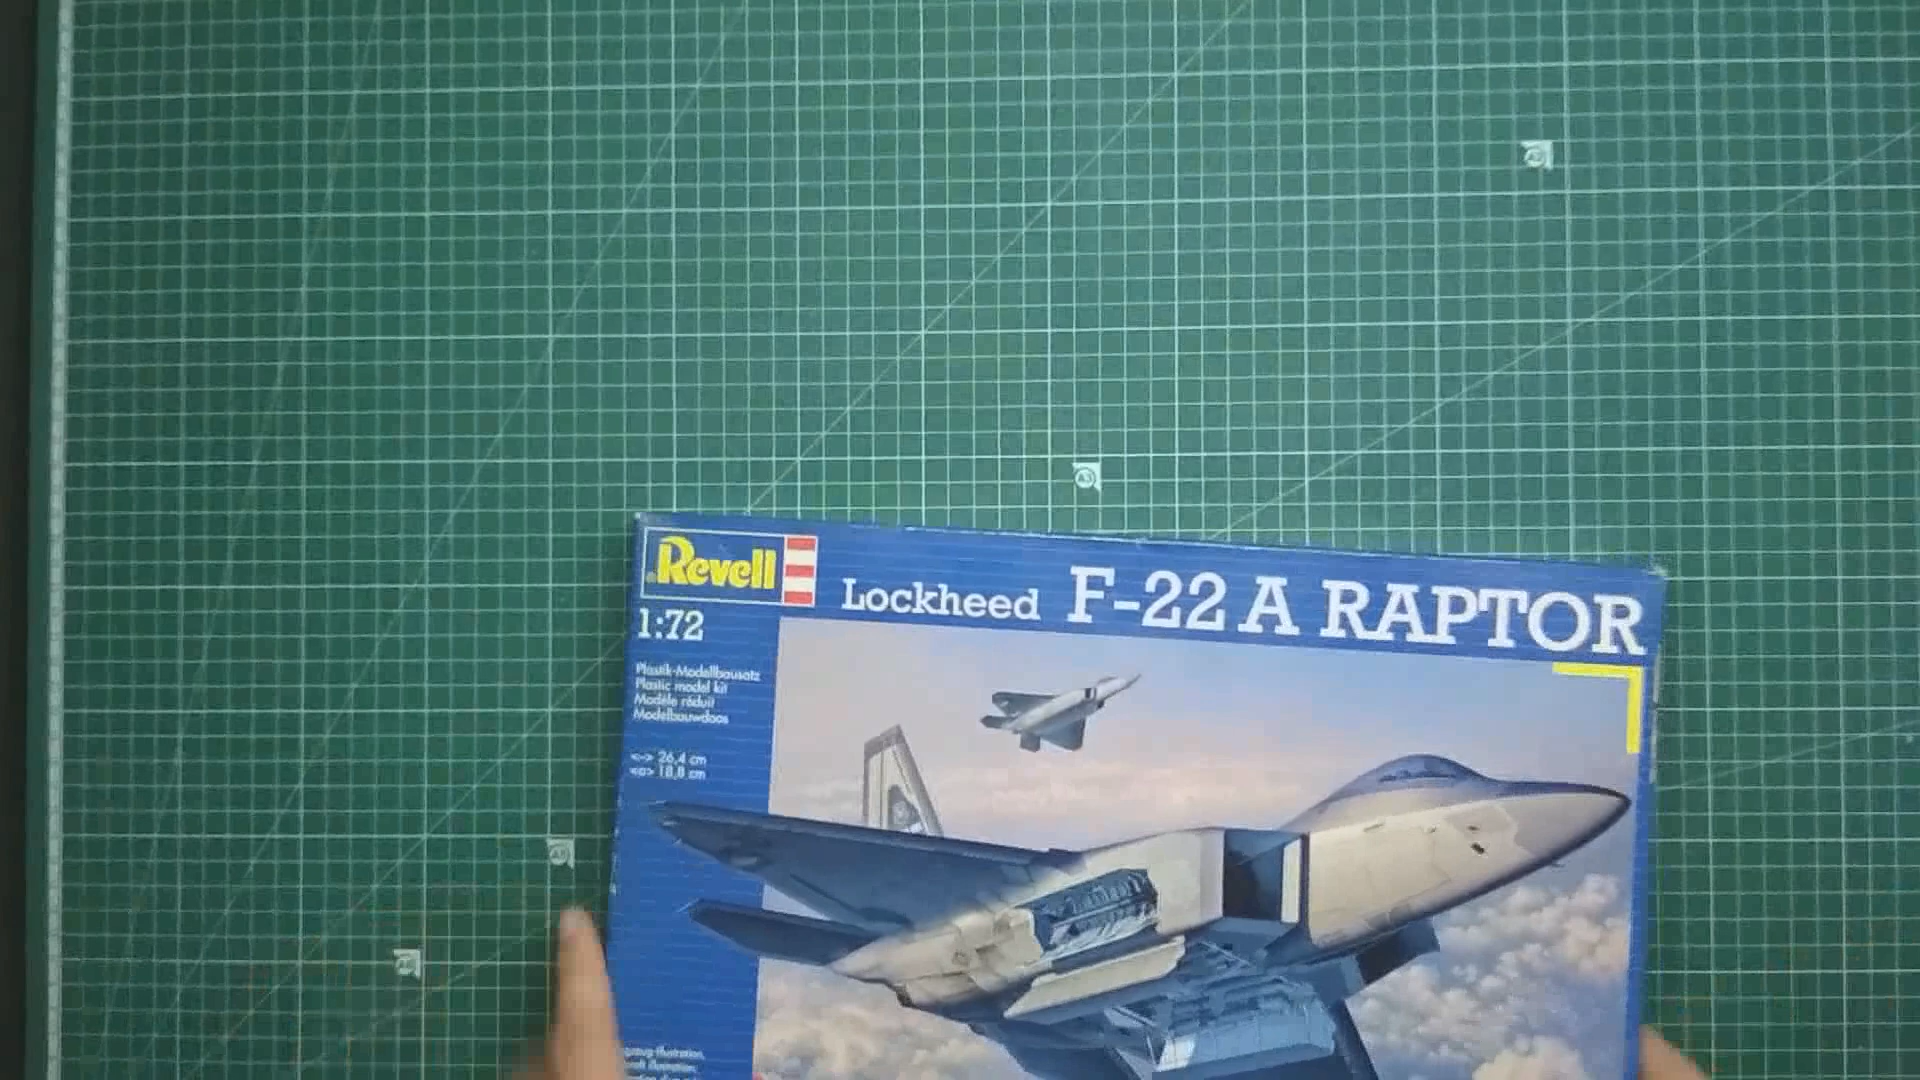 Revell
Lockheed F-22 A RAPTOR
1:72
Plastik-Modellbausatz
Plastic model kit
Modèle réduit
Modelbouwdoos
<-> 26,4 cm
18,8 cm
A3